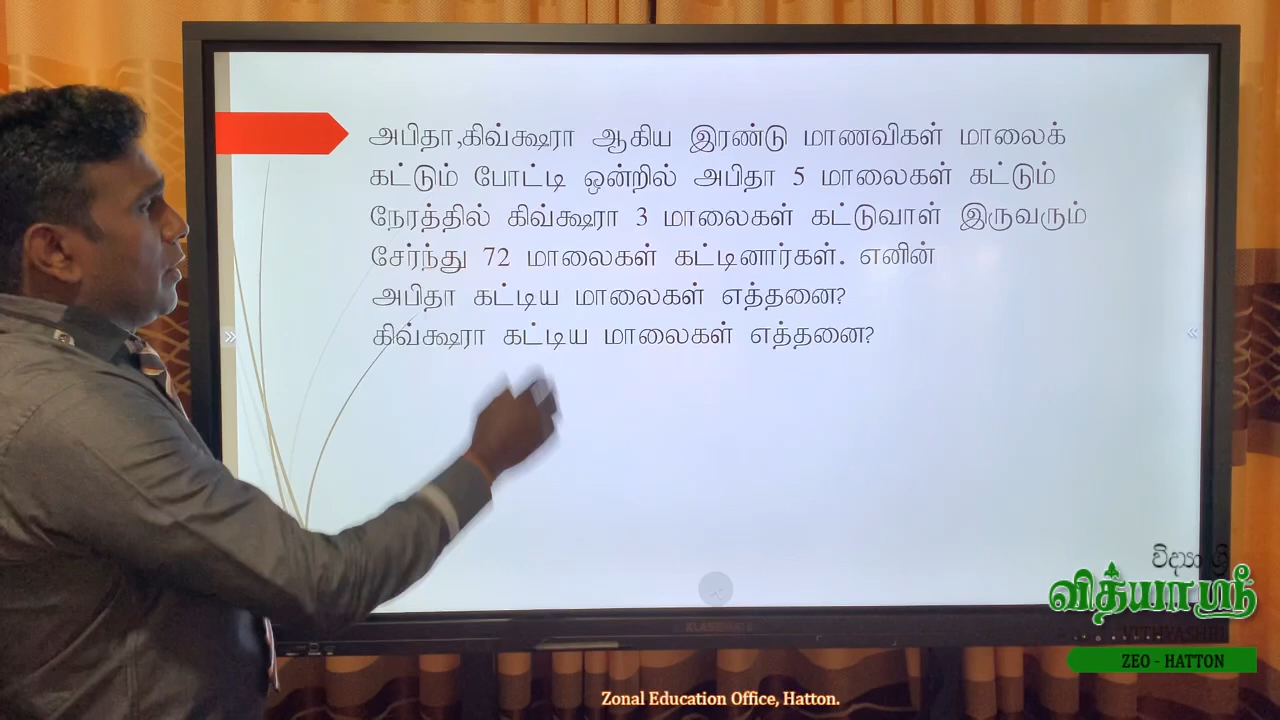 அபிதா,கிவ்க்ஷரா ஆகிய இரண்டு மாணவிகள் மாலைக்
கட்டும் போட்டி ஒன்றில் அபிதா 5 மாலைகள் கட்டும்
நேரத்தில் கிவ்க்ஷரா 3 மாலைகள் கட்டுவாள் இருவரும்
சேர்ந்து 72 மாலைகள் கட்டினார்கள். எனின்
அபிதா கட்டிய மாலைகள் எத்தனை?
கிவ்க்ஷரா கட்டிய மாலைகள் எத்தனை?
வித்யாஸ்ரீ
VITHYASHRI
ZEO - HATTON
Zonal Education Office, Hatton.